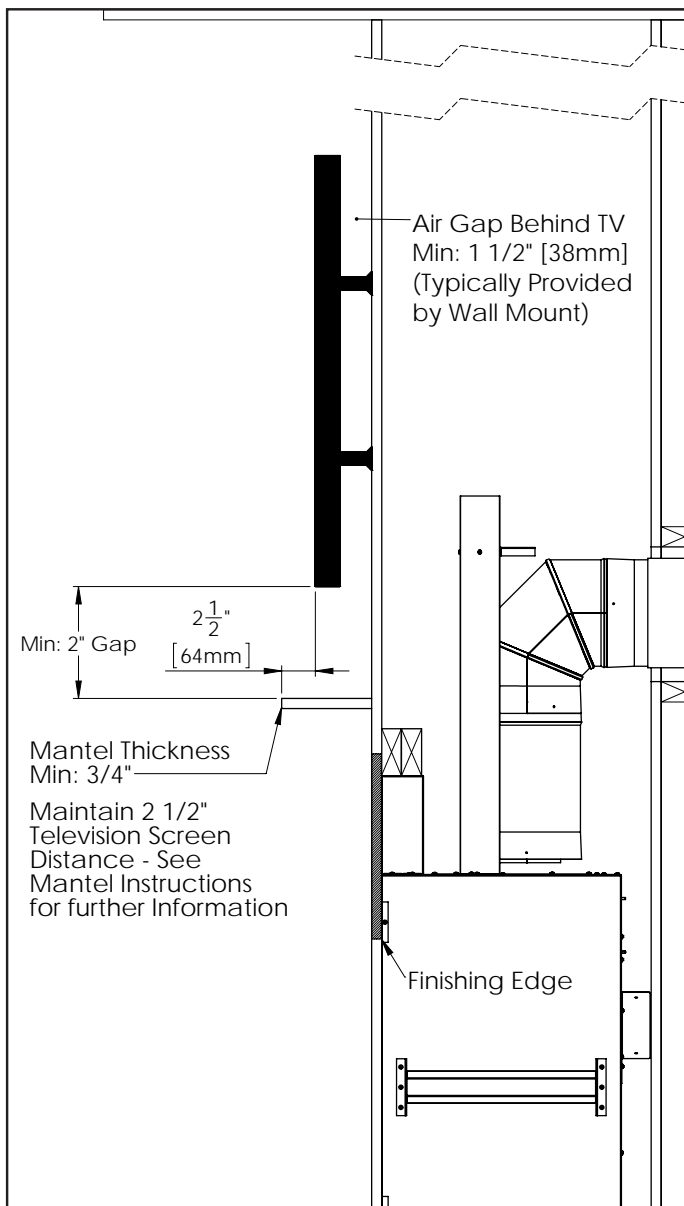 Air Gap Behind TV
Min: 1 1/2" [38mm]
(Typically Provided
by Wall Mount)
2 1/2"
[64mm]
Min: 2" Gap
Mantel Thickness
Min: 3/4"
Maintain 2 1/2"
Television Screen
Distance - See
Mantel Instructions
for further Information
Finishing Edge